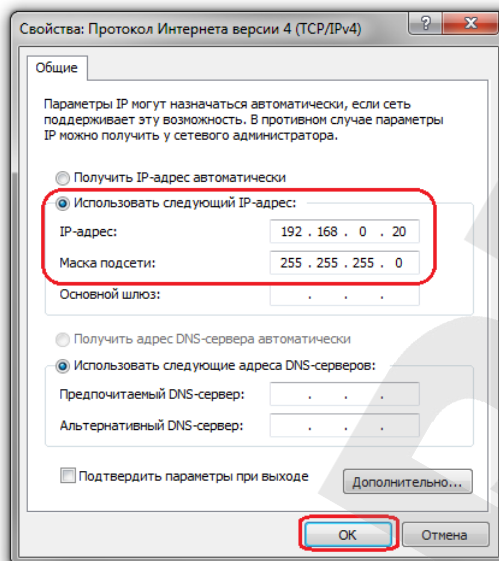 Свойства: Протокол Интернета версии 4 (TCP/IPv4)
Общие
Параметры IP могут назначаться автоматически, если сеть
поддерживает эту возможность. В противном случае параметры
IP можно получить у сетевого администратора.
Получить IP-адрес автоматически
Использовать следующий IP-адрес:
IP-адрес: 192 . 168 . 0 . 20
Маска подсети: 255 . 255 . 255 . 0
Основной шлюз: . . .
Получить адрес DNS-сервера автоматически
Использовать следующие адреса DNS-серверов:
Предпочитаемый DNS-сервер: . . .
Альтернативный DNS-сервер: . . .
Подтвердить параметры при выходе
Дополнительно...
ОК Отмена